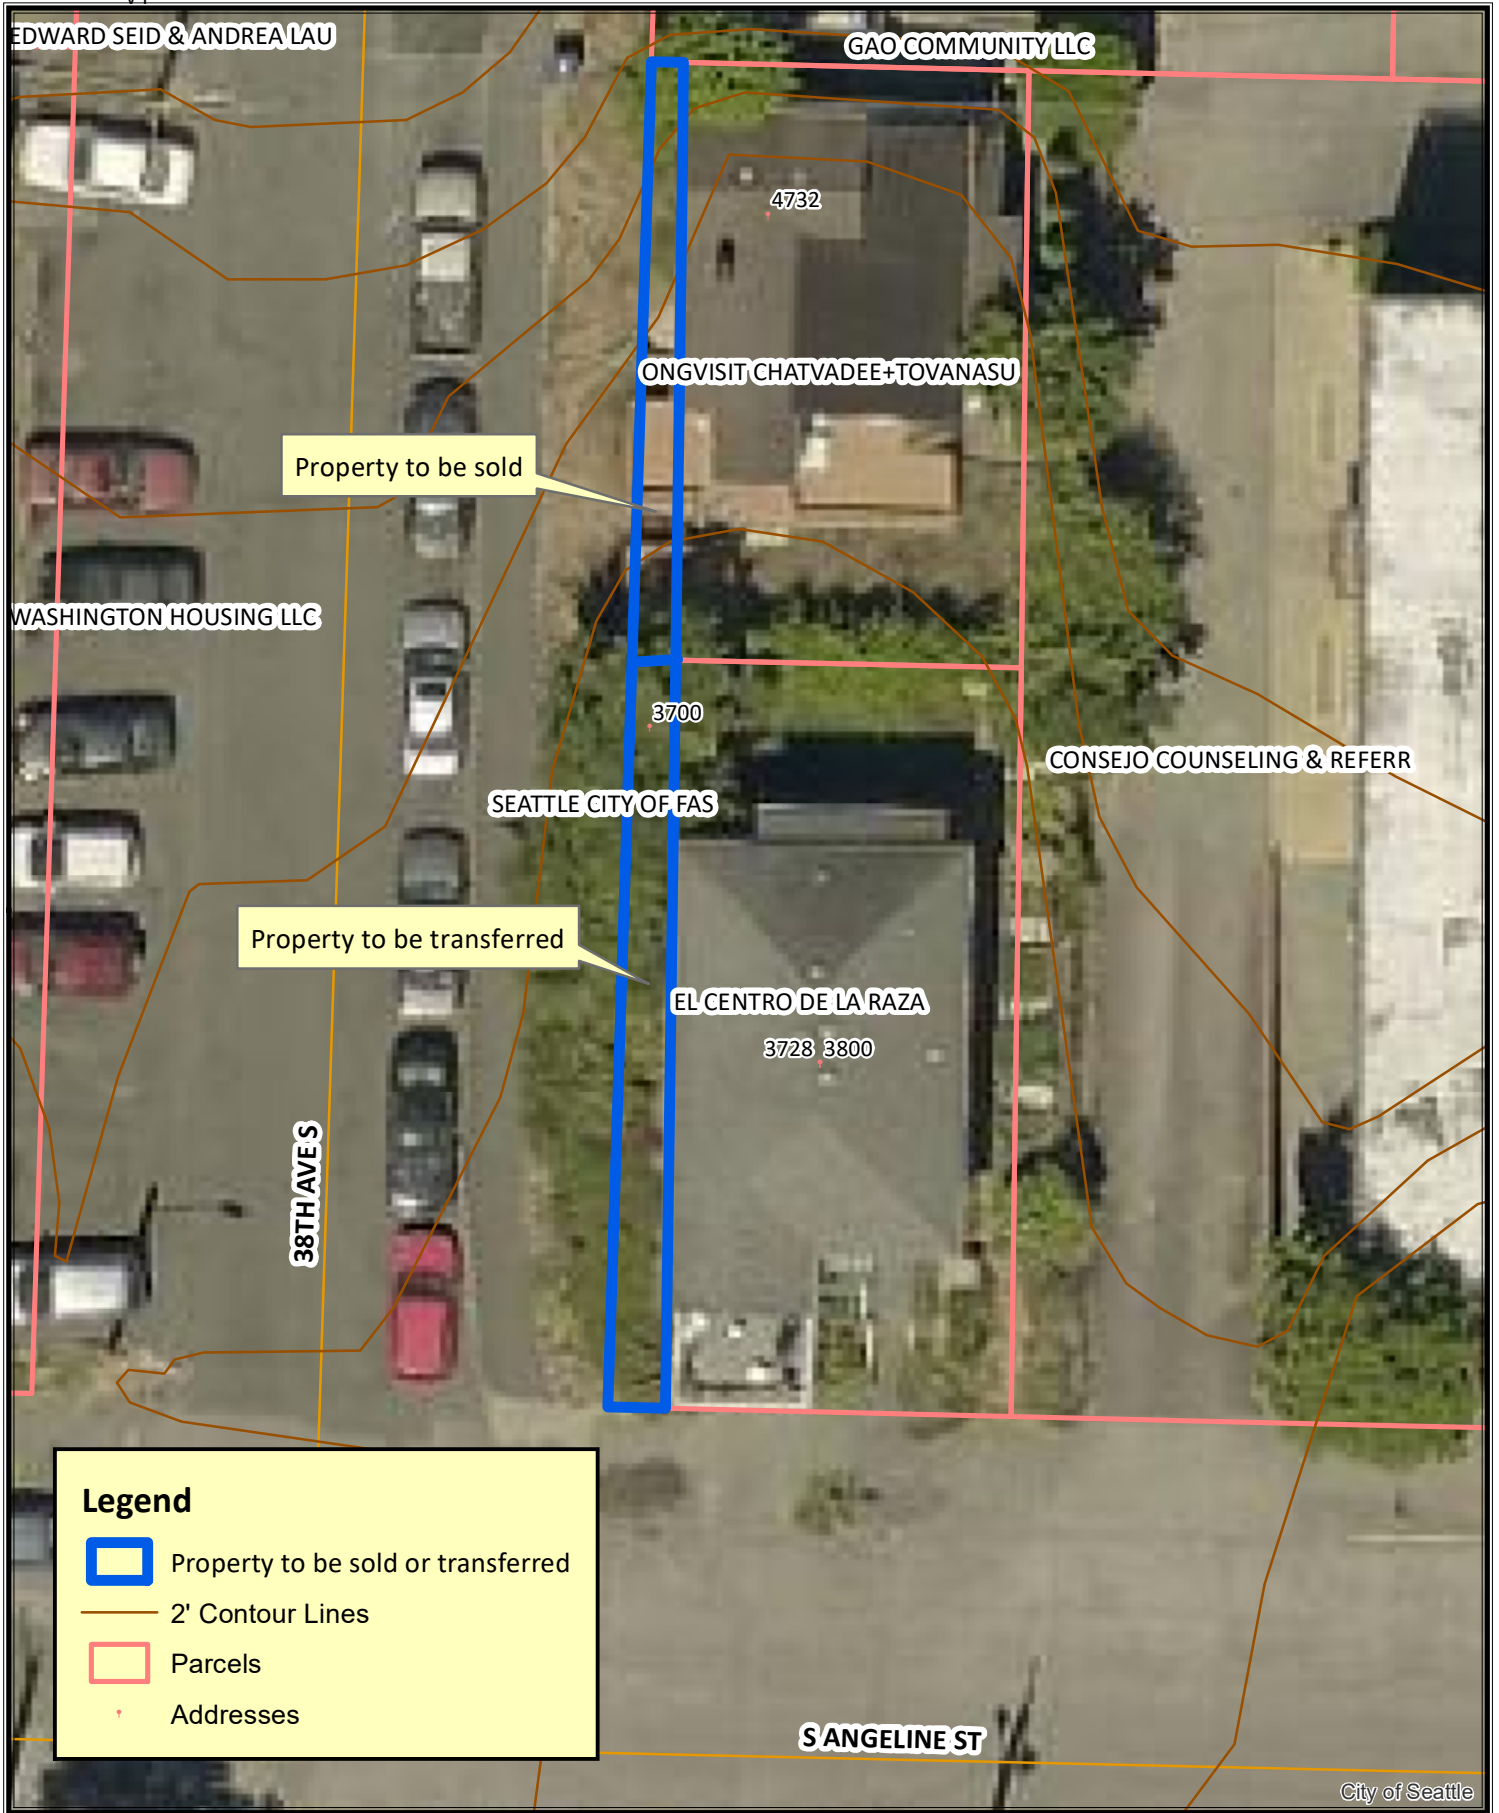 EDWARD SEID & ANDREA LAU
GAO COMMUNITY LLC
4732
ONGVISIT CHATVADEE+TOVANASU
Property to be sold
WASHINGTON HOUSING LLC
3700
CONSEJO COUNSELING & REFERR
SEATTLE CITY OF FAS
Property to be transferred
EL CENTRO DE LA RAZA
3728 3800
38TH AVE S
Legend
Property to be sold or transferred
2' Contour Lines
Parcels
Addresses
S ANGELINE ST
City of Seattle